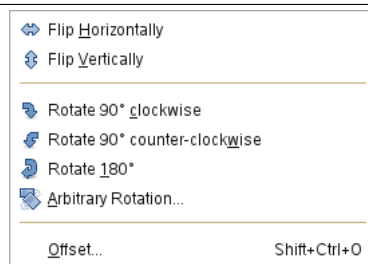 Flip Horizontally
Flip Vertically
Rotate 90° clockwise
Rotate 90° counter-clockwise
Rotate 180°
Arbitrary Rotation...
Offset... Shift+Ctrl+O